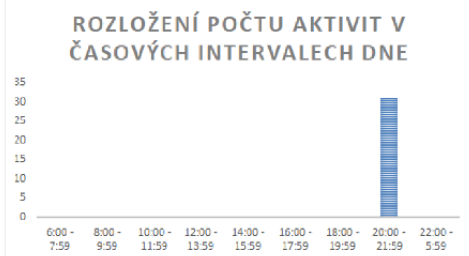 ROZLOŽENÍ POČTU AKTIVIT V
ČASOVÝCH INTERVALECH DNE
35
30
25
20
15
10
5
0
6:00 - 8:00 - 10:00 - 12:00 - 14:00 - 16:00 - 18:00 - 20:00 - 22:00 -
7:59 9:59 11:59 13:59 15:59 17:59 19:59 21:59 5:59